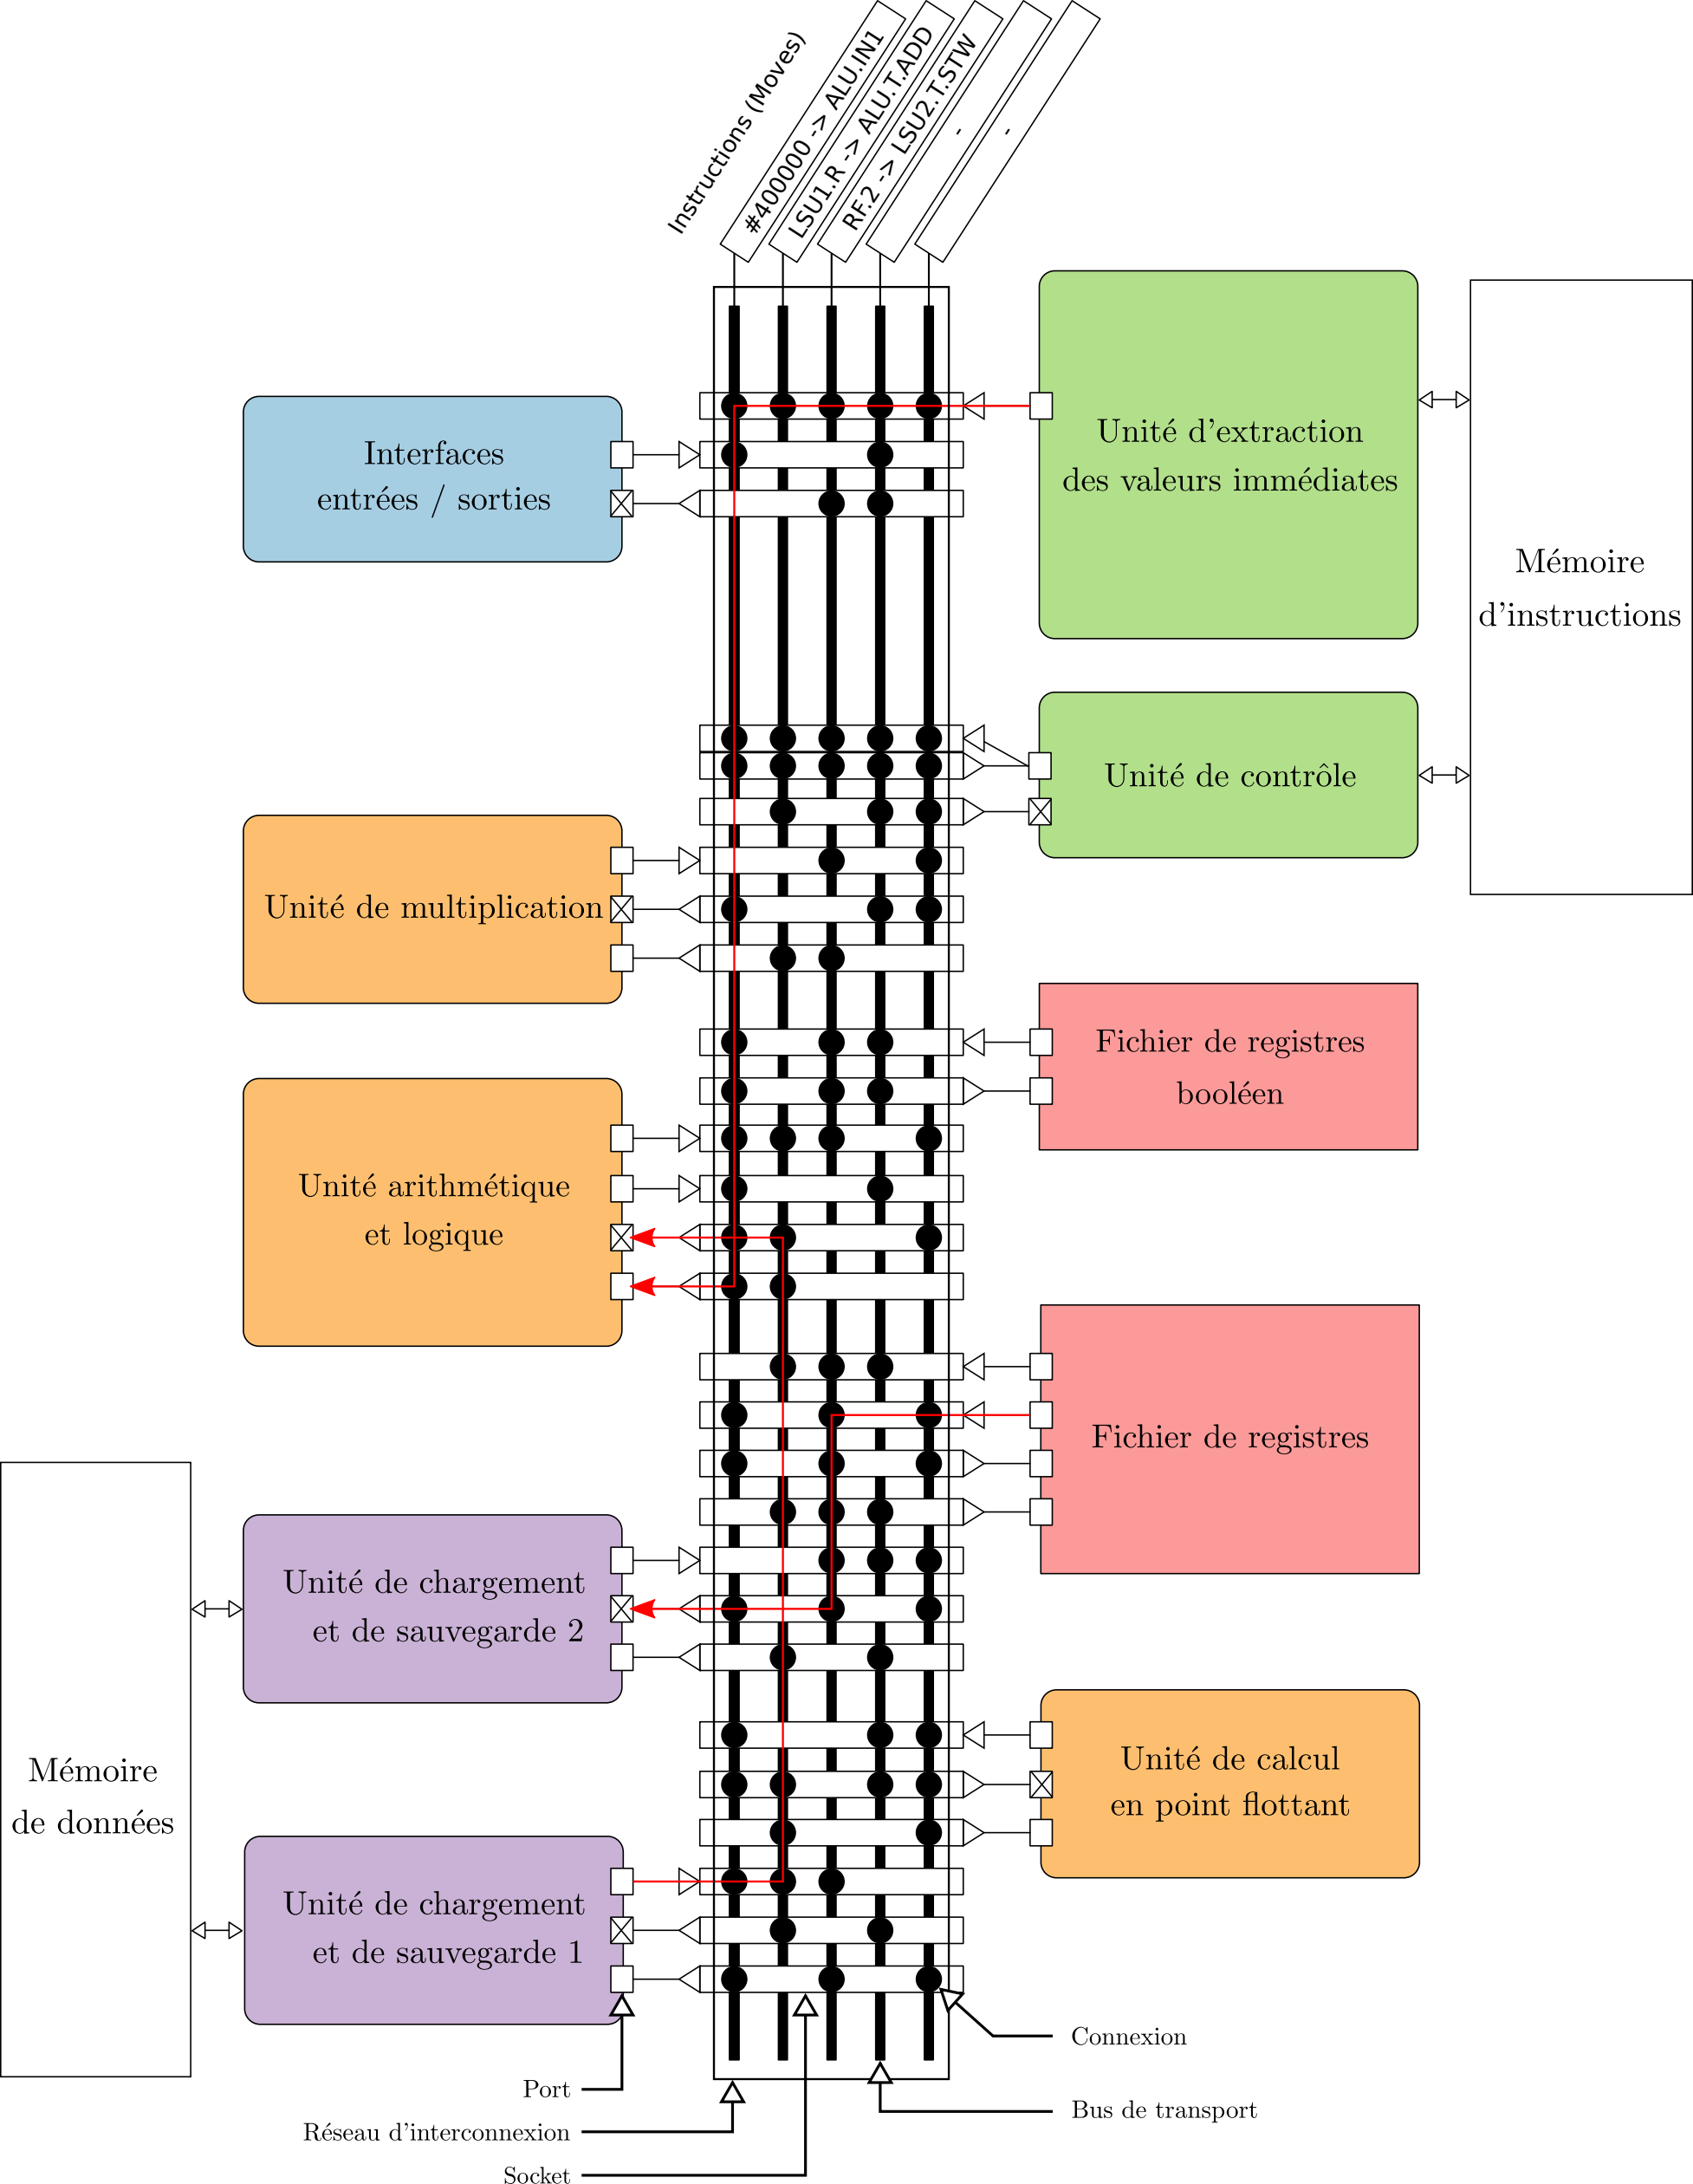 Instructions (Moves)
#400000 -> ALU.IN1
LSU1.R -> ALU.T.ADD
RF.2 -> LSU2.T.STW
-
-
Interfaces
entrées / sorties
Unité d'extraction
des valeurs immédiates
Mémoire
d'instructions
Unité de contrôle
Unité de multiplication
Fichier de registres
booléen
Unité arithmétique
et logique
Fichier de registres
Unité de chargement
et de sauvegarde 2
Mémoire
de données
Unité de calcul
en point flottant
Unité de chargement
et de sauvegarde 1
Connexion
Port
Bus de transport
Réseau d'interconnexion
Socket